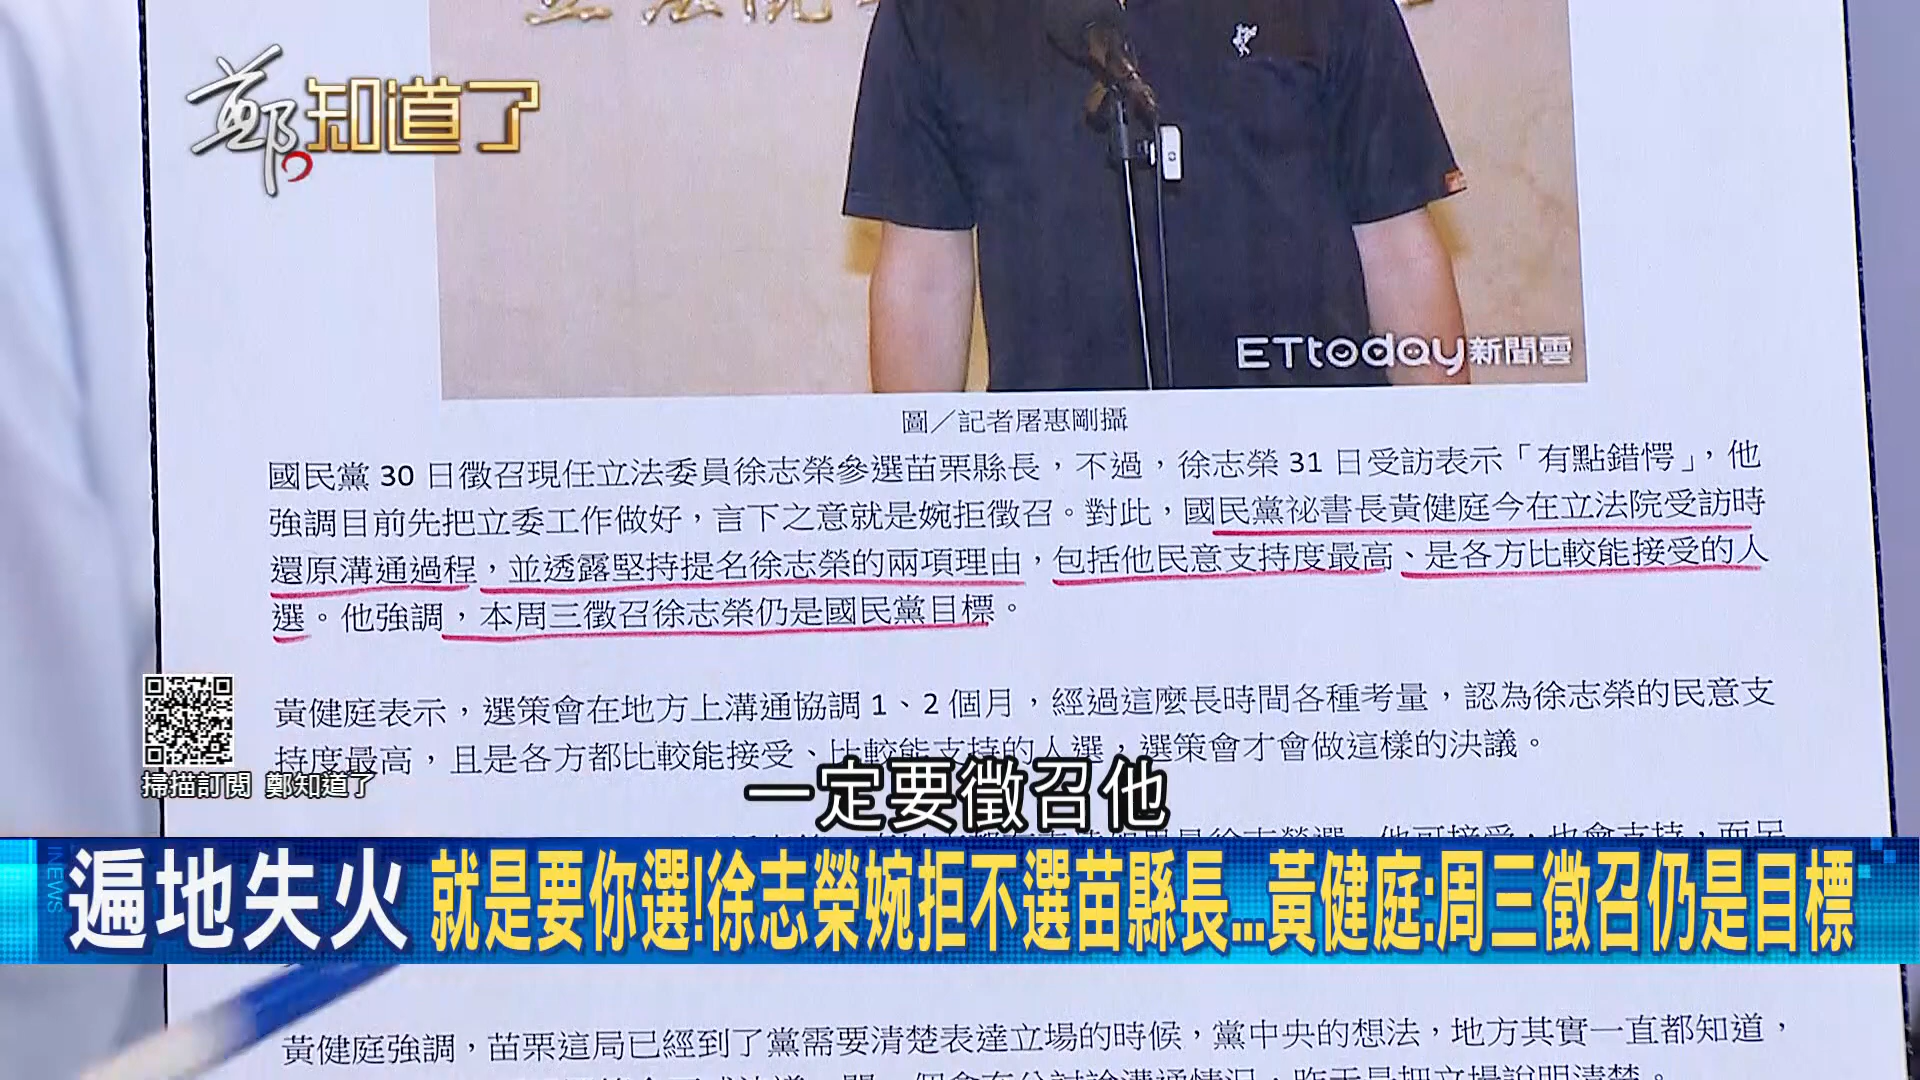 鄭知道了
ETtoday新聞雲
圖／記者屠惠剛攝
國民黨 30 日徵召現任立法委員徐志榮參選苗栗縣長，不過，徐志榮 31 日受訪表示「有點錯愕」，他
強調目前先把立委工作做好，言下之意就是婉拒徵召。對此，國民黨祕書長黃健庭今在立法院受訪時
還原溝通過程，並透露堅持提名徐志榮的兩項理由，包括他民意支持度最高、是各方比較能接受的人
選。他強調，本周三徵召徐志榮仍是國民黨目標。
黃健庭表示，選策會在地方上溝通協調 1、2 個月，經過這麼長時間各種考量，認為徐志榮的民意支
持度最高，且是各方都比較能接受、比較能支持的人選，選策會才會做這樣的決議。
掃描訂閱 鄭知道了
一定要徵召他
NEWS
遍地失火 就是要你選!徐志榮婉拒不選苗縣長...黃健庭:周三徵召仍是目標
黃健庭強調，苗栗這局已經到了黨需要清楚表達立場的時候，黨中央的想法，地方其實一直都知道，